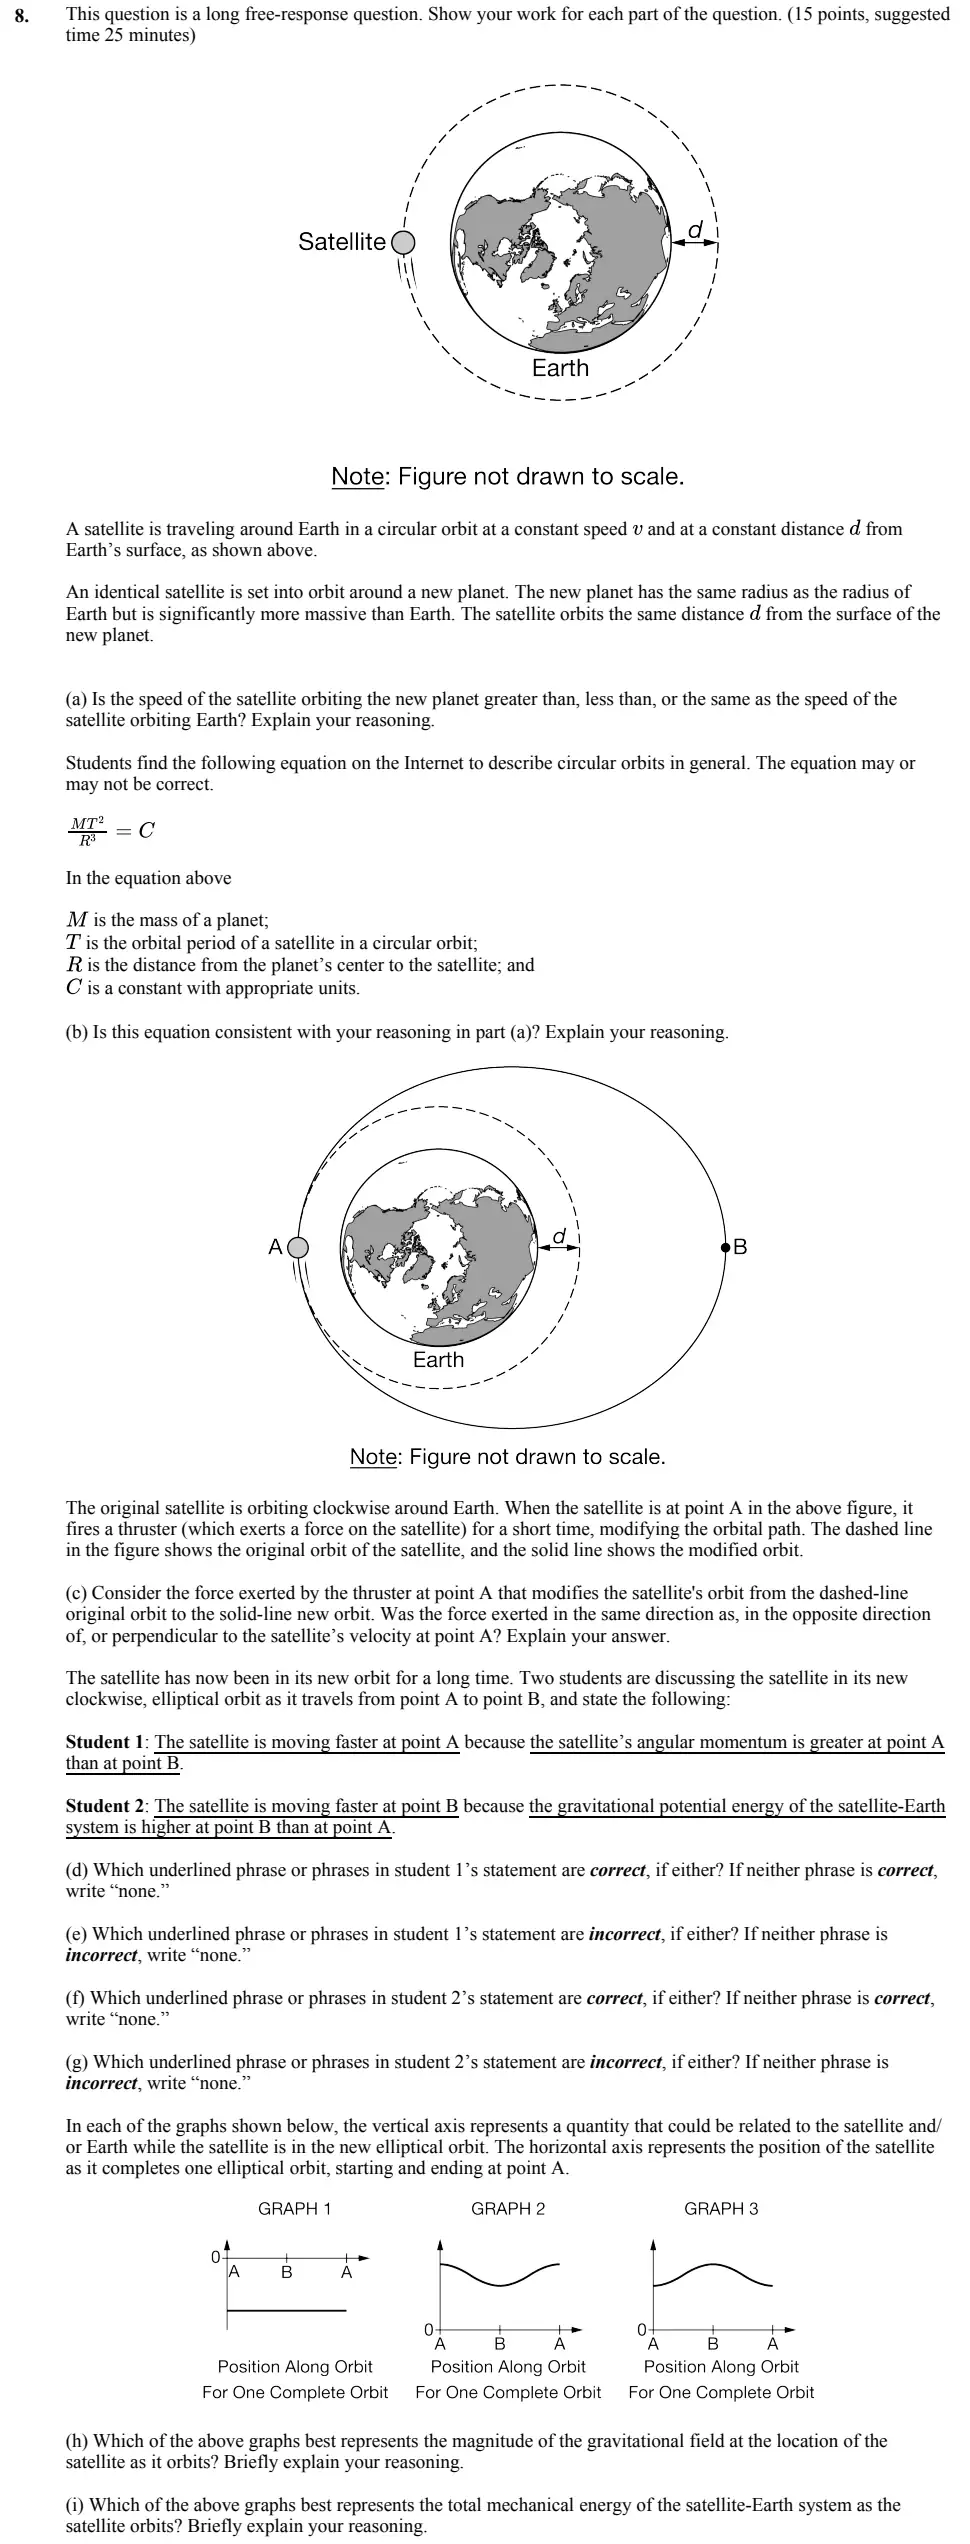 8. This question is a long free-response question. Show your work for each part of the question. (15 points, suggested
time 25 minutes)
Satellite
d
Earth
Note: Figure not drawn to scale.
A satellite is traveling around Earth in a circular orbit at a constant speed v and at a constant distance d from
Earth's surface, as shown above.
An identical satellite is set into orbit around a new planet. The new planet has the same radius as the radius of
Earth but is significantly more massive than Earth. The satellite orbits the same distance d from the surface of the
new planet.
(a) Is the speed of the satellite orbiting the new planet greater than, less than, or the same as the speed of the
satellite orbiting Earth? Explain your reasoning.
Students find the following equation on the Internet to describe circular orbits in general. The equation may or
may not be correct.
MT²/R³ = C
In the equation above
M is the mass of a planet;
T is the orbital period of a satellite in a circular orbit;
R is the distance from the planet's center to the satellite; and
C is a constant with appropriate units.
(b) Is this equation consistent with your reasoning in part (a)? Explain your reasoning.
A
d
B
Earth
Note: Figure not drawn to scale.
The original satellite is orbiting clockwise around Earth. When the satellite is at point A in the above figure, it
fires a thruster (which exerts a force on the satellite) for a short time, modifying the orbital path. The dashed line
in the figure shows the original orbit of the satellite, and the solid line shows the modified orbit.
(c) Consider the force exerted by the thruster at point A that modifies the satellite's orbit from the dashed-line
original orbit to the solid-line new orbit. Was the force exerted in the same direction as, in the opposite direction
of, or perpendicular to the satellite's velocity at point A? Explain your answer.
The satellite has now been in its new orbit for a long time. Two students are discussing the satellite in its new
clockwise, elliptical orbit as it travels from point A to point B, and state the following:
Student 1: The satellite is moving faster at point A because the satellite's angular momentum is greater at point A
than at point B.
Student 2: The satellite is moving faster at point B because the gravitational potential energy of the satellite-Earth
system is higher at point B than at point A.
(d) Which underlined phrase or phrases in student 1's statement are correct, if either? If neither phrase is correct,
write "none."
(e) Which underlined phrase or phrases in student 1's statement are incorrect, if either? If neither phrase is
incorrect, write "none."
(f) Which underlined phrase or phrases in student 2's statement are correct, if either? If neither phrase is correct,
write "none."
(g) Which underlined phrase or phrases in student 2's statement are incorrect, if either? If neither phrase is
incorrect, write "none."
In each of the graphs shown below, the vertical axis represents a quantity that could be related to the satellite and/
or Earth while the satellite is in the new elliptical orbit. The horizontal axis represents the position of the satellite
as it completes one elliptical orbit, starting and ending at point A.
GRAPH 1 GRAPH 2 GRAPH 3
0
A B A
0 0
A B A A B A
Position Along Orbit Position Along Orbit Position Along Orbit
For One Complete Orbit For One Complete Orbit For One Complete Orbit
(h) Which of the above graphs best represents the magnitude of the gravitational field at the location of the
satellite as it orbits? Briefly explain your reasoning.
(i) Which of the above graphs best represents the total mechanical energy of the satellite-Earth system as the
satellite orbits? Briefly explain your reasoning.